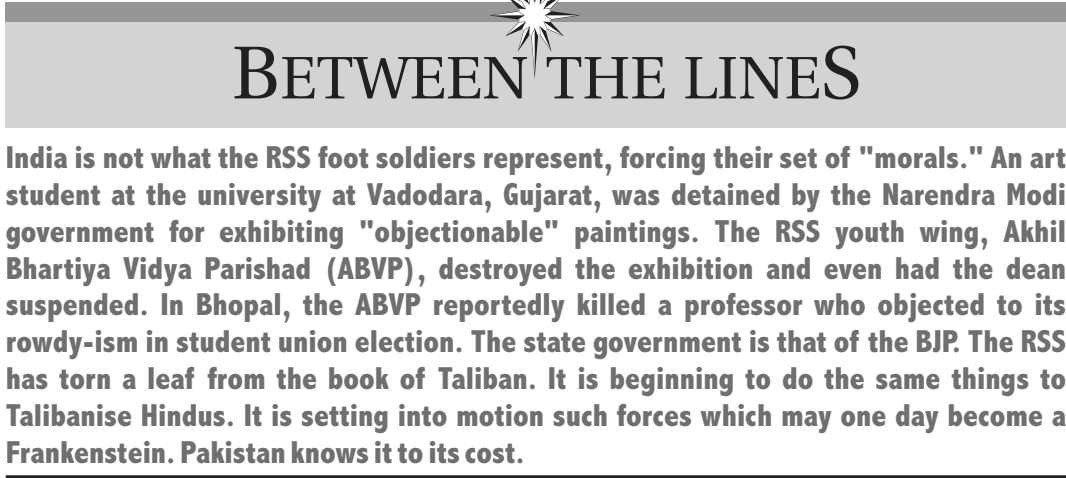 BETWEEN THE LINES
India is not what the RSS foot soldiers represent, forcing their set of "morals." An art
student at the university at Vadodara, Gujarat, was detained by the Narendra Modi
government for exhibiting "objectionable" paintings. The RSS youth wing, Akhil
Bhartiya Vidya Parishad (ABVP), destroyed the exhibition and even had the dean
suspended. In Bhopal, the ABVP reportedly killed a professor who objected to its
rowdy-ism in student union election. The state government is that of the BJP. The RSS
has torn a leaf from the book of Taliban. It is beginning to do the same things to
Talibanise Hindus. It is setting into motion such forces which may one day become a
Frankenstein. Pakistan knows it to its cost.